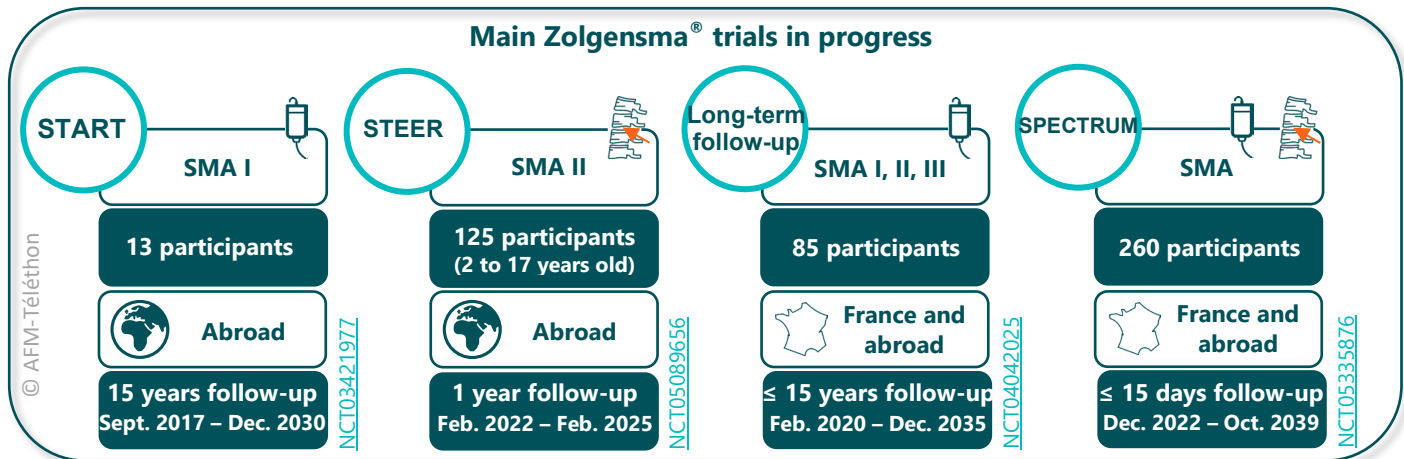 Main Zolgensma® trials in progress
START
SMA I
13 participants
Abroad
15 years follow-up
Sept. 2017 – Dec. 2030
NCT03421977
STEER
SMA II
125 participants
(2 to 17 years old)
Abroad
1 year follow-up
Feb. 2022 – Feb. 2025
NCT05089656
Long-term
follow-up
SMA I, II, III
85 participants
France and
abroad
≤ 15 years follow-up
Feb. 2020 – Dec. 2035
NCT04042025
SPECTRUM
SMA
260 participants
France and
abroad
≤ 15 days follow-up
Dec. 2022 – Oct. 2039
NCT05335876
© AFM-Téléthon